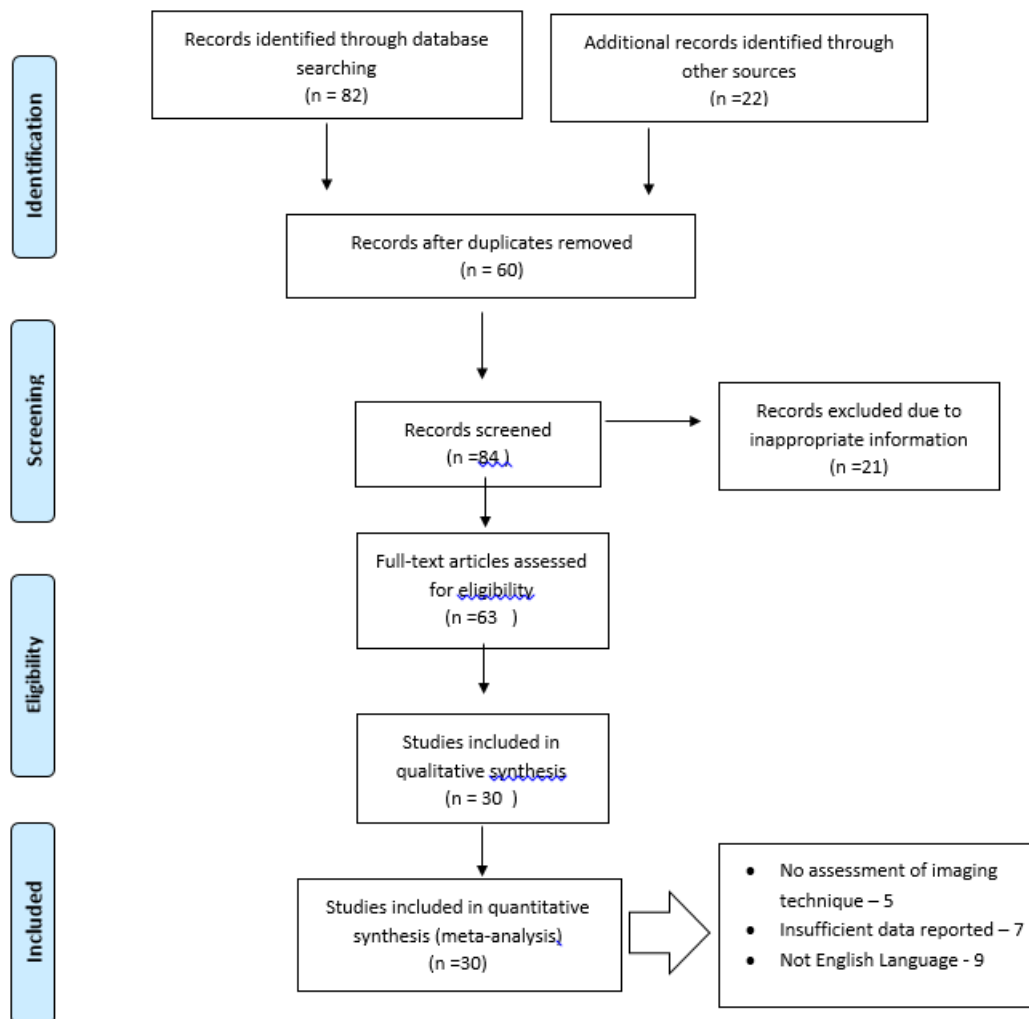 Records identified through database
searching
(n = 82)
Additional records identified through
other sources
(n =22)
Identification
Records after duplicates removed
(n = 60)
Screening
Records screened
(n =84 )
Records excluded due to
inappropriate information
(n =21)
Full-text articles assessed
for eligibility
(n =63 )
Eligibility
Studies included in
qualitative synthesis
(n = 30 )
Included
Studies included in quantitative
synthesis (meta-analysis)
(n =30)
• No assessment of imaging
technique – 5
• Insufficient data reported – 7
• Not English Language - 9